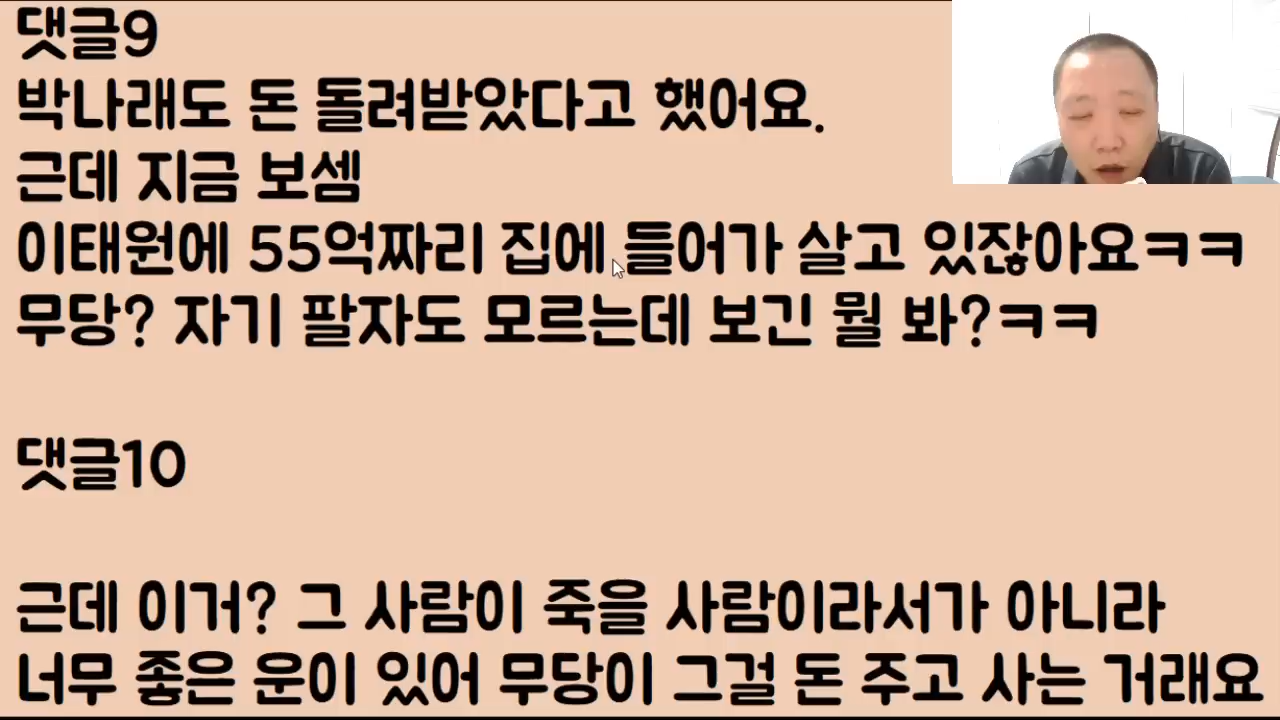 댓글9
박나래도 돈 돌려받았다고 했어요.
근데 지금 보셈
이태원에 55억짜리 집에 들어가 살고 있잖아요ㅋㅋ
무당? 자기 팔자도 모르는데 보긴 뭘 봐?ㅋㅋ
댓글10
근데 이거? 그 사람이 죽을 사람이라서가 아니라
너무 좋은 운이 있어 무당이 그걸 돈 주고 사는 거래요